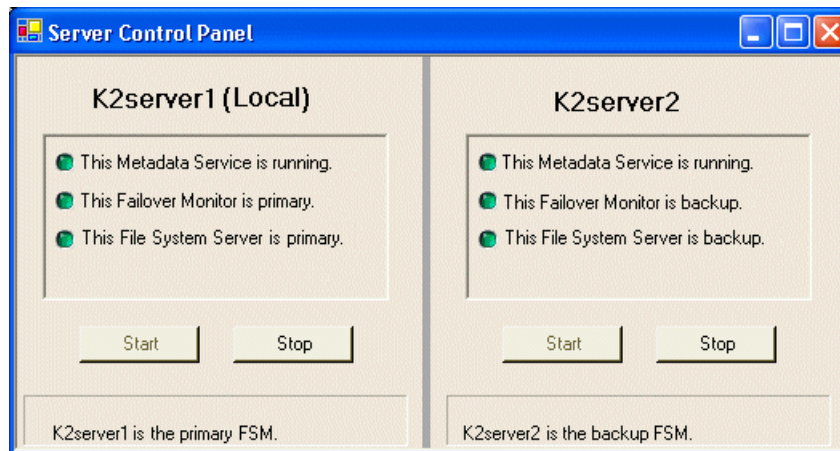 Server Control Panel
K2server1 (Local)
This Metadata Service is running.
This Failover Monitor is primary.
This File System Server is primary.
Start
Stop
K2server1 is the primary FSM.
K2server2
This Metadata Service is running.
This Failover Monitor is backup.
This File System Server is backup.
Start
Stop
K2server2 is the backup FSM.